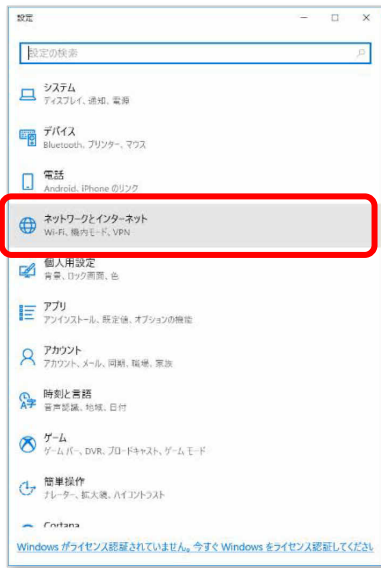 設定
設定の検索
システム
ディスプレイ、通知、電源
デバイス
Bluetooth、プリンター、マウス
電話
Android、iPhone のリンク
ネットワークとインターネット
Wi-Fi、機内モード、VPN
個人用設定
背景、ロック画面、色
アプリ
アンインストール、既定値、オプションの機能
アカウント
アカウント、メール、同期、職場、家族
時刻と言語
音声認識、地域、日付
ゲーム
ゲーム バー、DVR、ブロードキャスト、ゲーム モード
簡単操作
ナレーター、拡大鏡、ハイコントラスト
Cortana
Windows がライセンス認証されていません。今すぐ Windows をライセンス認証してくださ